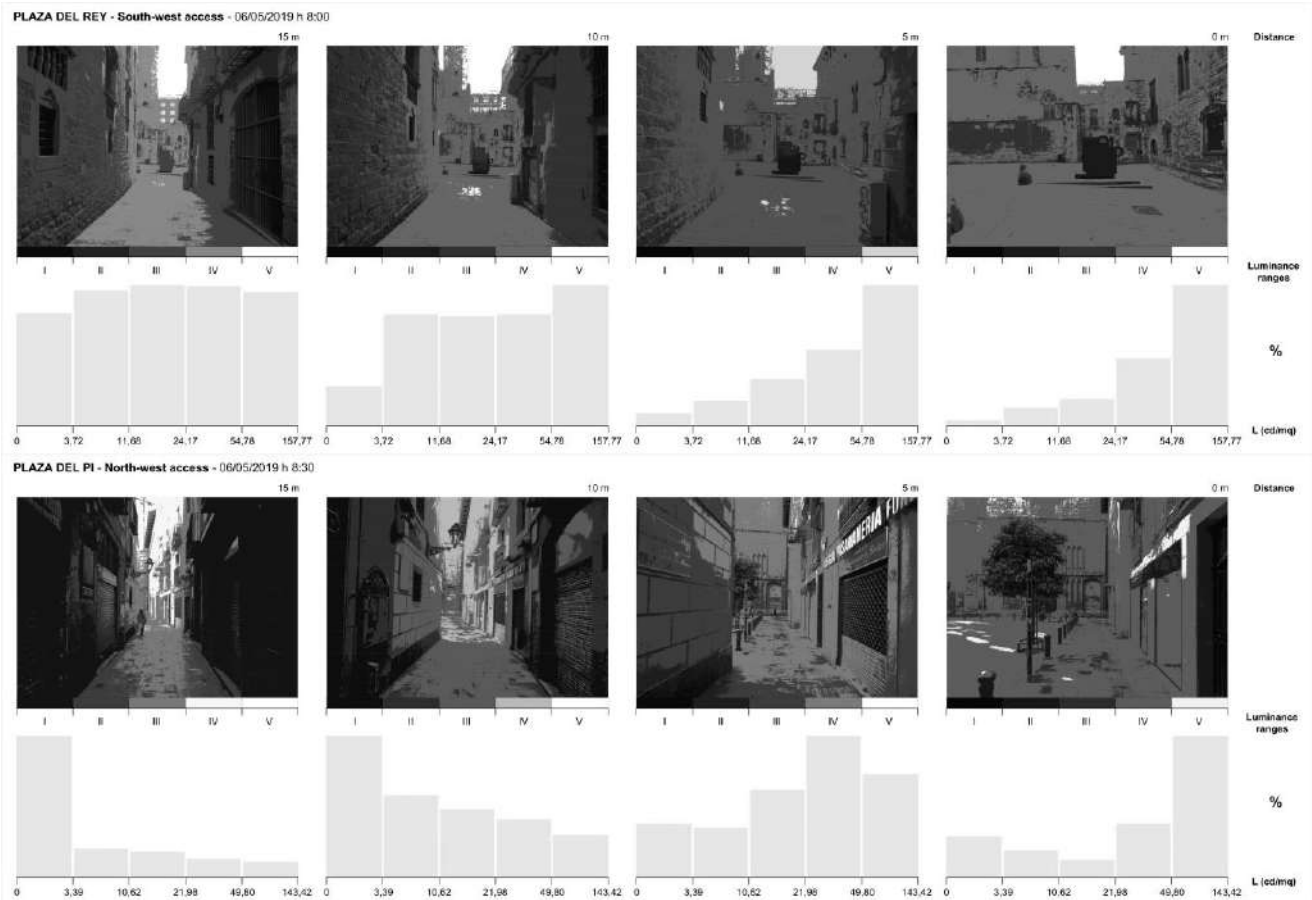 PLAZA DEL REY - South-west access - 06/05/2019 h 8:00
15 m 10 m 5 m 0 m Distance
I II III IV V I II III IV V I II III IV V I II III IV V Luminance ranges
%
0 3,72 11,68 24,17 54,78 157,77 0 3,72 11,68 24,17 54,78 157,77 0 3,72 11,68 24,17 54,78 157,77 0 3,72 11,68 24,17 54,78 157,77 L (cd/mq)
PLAZA DEL PI - North-west access - 06/05/2019 h 8:30
15 m 10 m 5 m 0 m Distance
I II III IV V I II III IV V I II III IV V I II III IV V Luminance ranges
%
0 3,39 10,62 21,98 49,80 143,42 0 3,39 10,62 21,98 49,80 143,42 0 3,39 10,62 21,98 49,80 143,42 0 3,39 10,62 21,98 49,80 143,42 L (cd/mq)